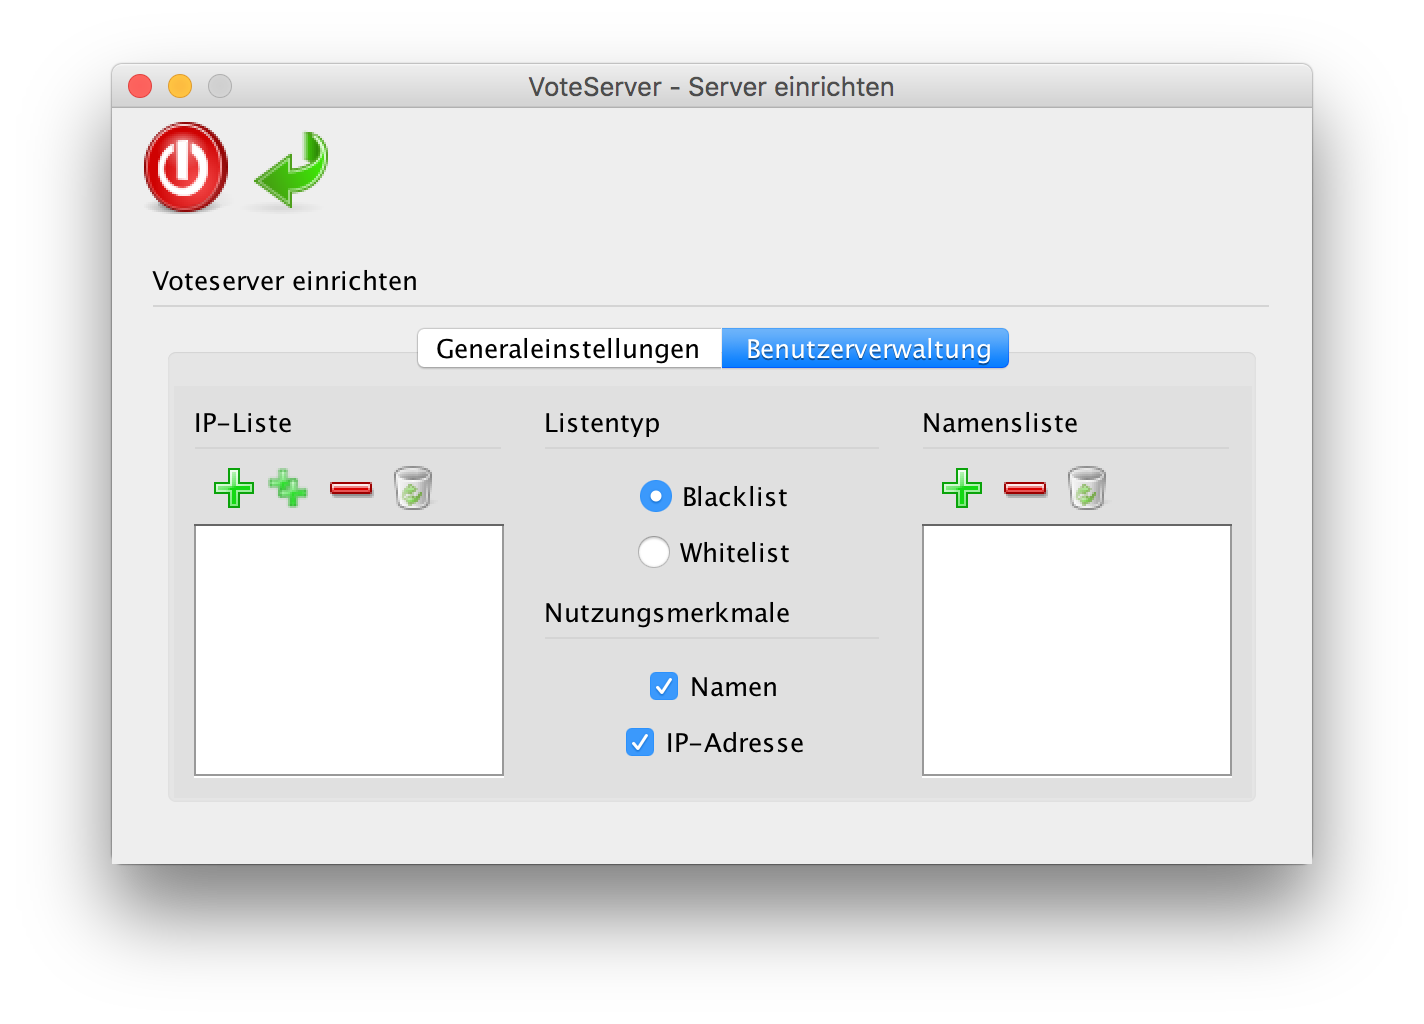 VoteServer - Server einrichten
Voteserver einrichten
Generaleinstellungen
Benutzerverwaltung
IP-Liste
Listentyp
Blacklist
Whitelist
Nutzungsmerkmale
Namen
IP-Adresse
Namensliste